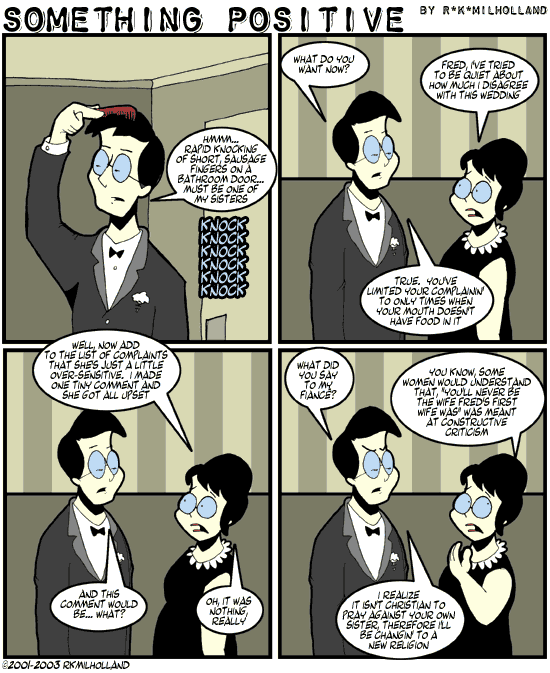 SOMETHING POSITIVE BY R*K*MILHOLLAND
HMMM...
RAPID KNOCKING
OF SHORT, SAUSAGE
FINGERS ON A
BATHROOM DOOR...
MUST BE ONE OF
MY SISTERS
KNOCK
KNOCK
KNOCK
KNOCK
KNOCK
KNOCK
WHAT DO YOU
WANT NOW?
FRED, I'VE TRIED
TO BE QUIET ABOUT
HOW MUCH I DISAGREE
WITH THIS WEDDING
TRUE. YOU'VE
LIMITED YOUR COMPLAININ'
TO ONLY TIMES WHEN
YOUR MOUTH DOESN'T
HAVE FOOD IN IT
WELL, NOW ADD
TO THE LIST OF COMPLAINTS
THAT SHE'S JUST A LITTLE
OVER-SENSITIVE. I MADE
ONE TINY COMMENT AND
SHE GOT ALL UPSET
AND THIS
COMMENT WOULD
BE... WHAT?
OH, IT WAS
NOTHING,
REALLY
WHAT DID
YOU SAY
TO MY
FIANCE?
YOU KNOW, SOME
WOMEN WOULD UNDERSTAND
THAT, "YOU'LL NEVER BE
THE WIFE FRED'S FIRST
WIFE WAS" WAS MEANT
AT CONSTRUCTIVE
CRITICISM
I REALIZE
IT ISN'T CHRISTIAN TO
PRAY AGAINST YOUR OWN
SISTER, THEREFORE I'LL
BE CHANGIN' TO A
NEW RELIGION
©2001-2003 RKMILHOLLAND